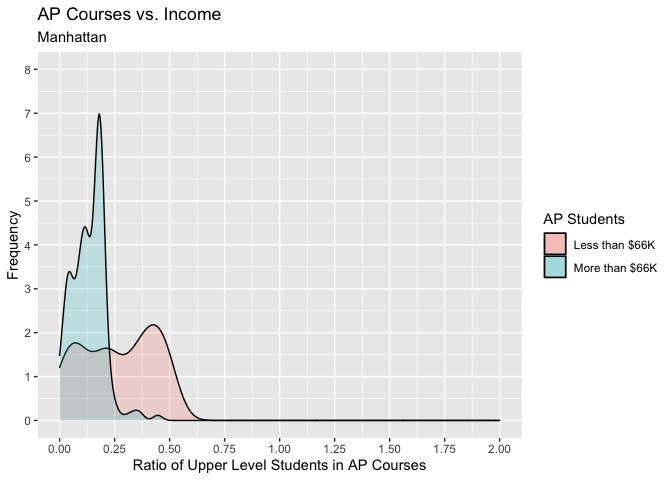 AP Courses vs. Income
Manhattan
8
7
6
5
4
3
2
1
0
Frequency
0.00 0.25 0.50 0.75 1.00 1.25 1.50 1.75 2.00
Ratio of Upper Level Students in AP Courses
AP Students
Less than $66K
More than $66K